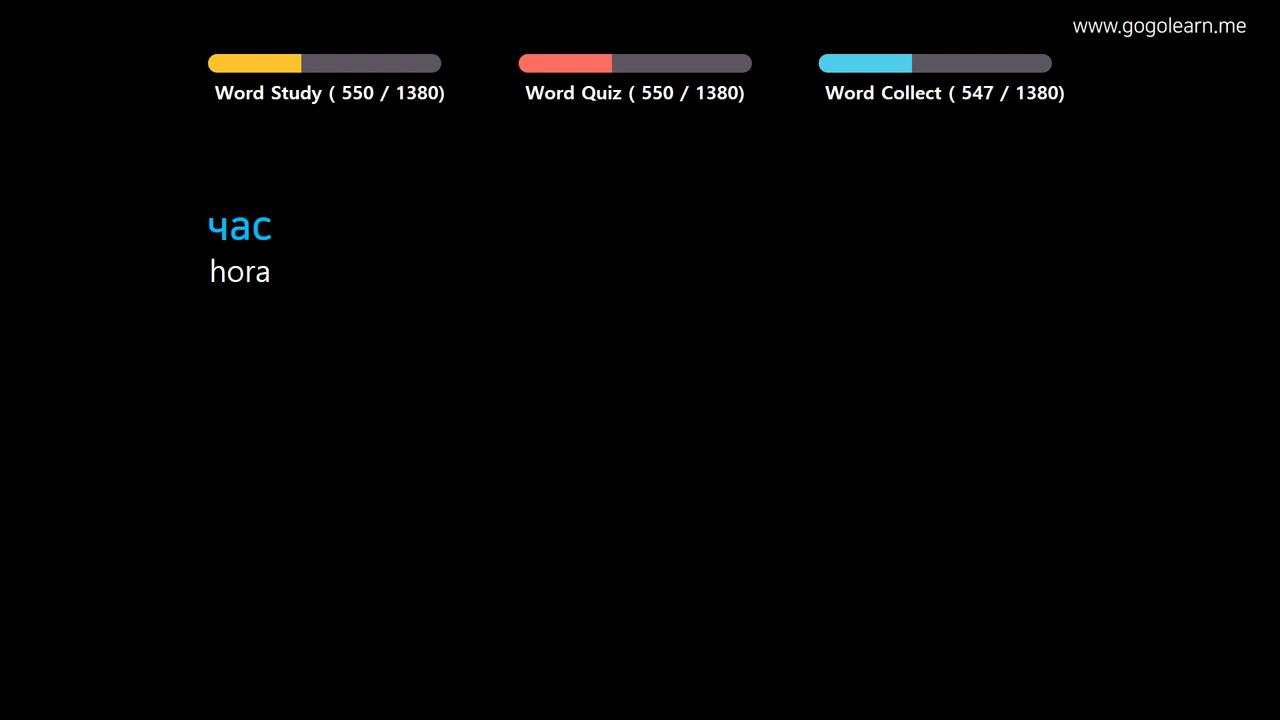 www.gogolearn.me
Word Study ( 550 / 1380)
Word Quiz ( 550 / 1380)
Word Collect ( 547 / 1380)
час
hora